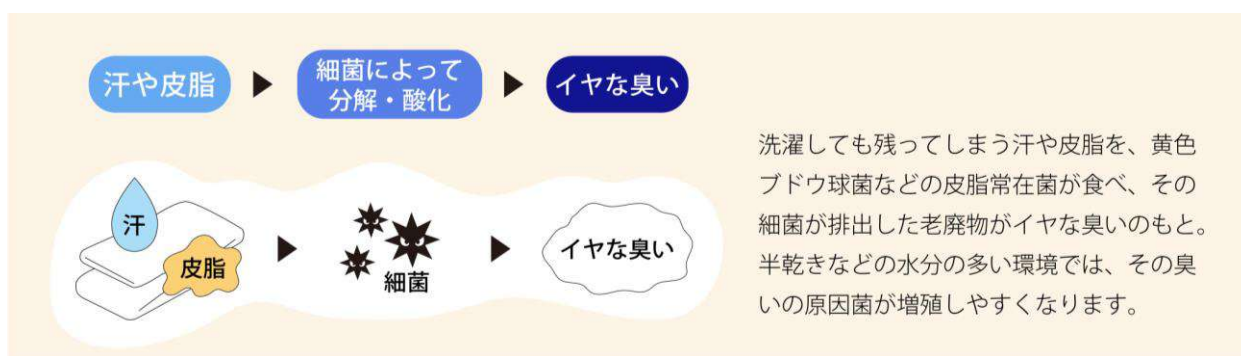 汗や皮脂
細菌によって
分解・酸化
イヤな臭い
汗
皮脂
細菌
イヤな臭い
洗濯しても残ってしまう汗や皮脂を、黄色
ブドウ球菌などの皮脂常在菌が食べ、その
細菌が排出した老廃物がイヤな臭いのもと。
半乾きなどの水分の多い環境では、その臭
いの原因菌が増殖しやすくなります。